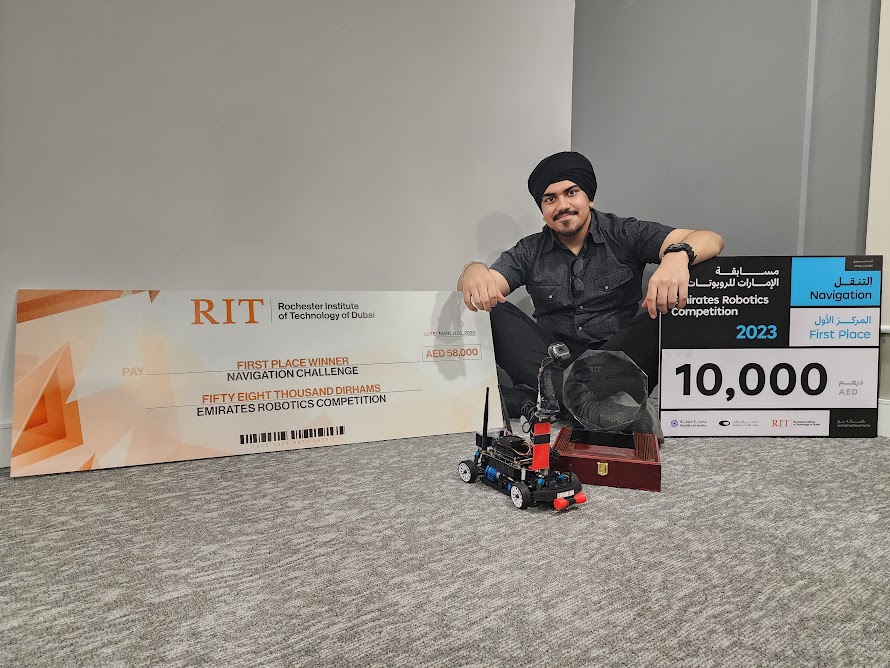 RIT
Rochester Institute
of Technology of Dubai
DATE: MARCH 02, 2023
AED 58,000
PAY
FIRST PLACE WINNER
NAVIGATION CHALLENGE
FIFTY EIGHT THOUSAND DIRHAMS
EMIRATES ROBOTICS COMPETITION
RIT
مسابقة
الإمارات للروبوتات
Emirates Robotics
Competition
2023
التنقل
Navigation
المركز الأول
First Place
10,000
درهم
AED
RIT